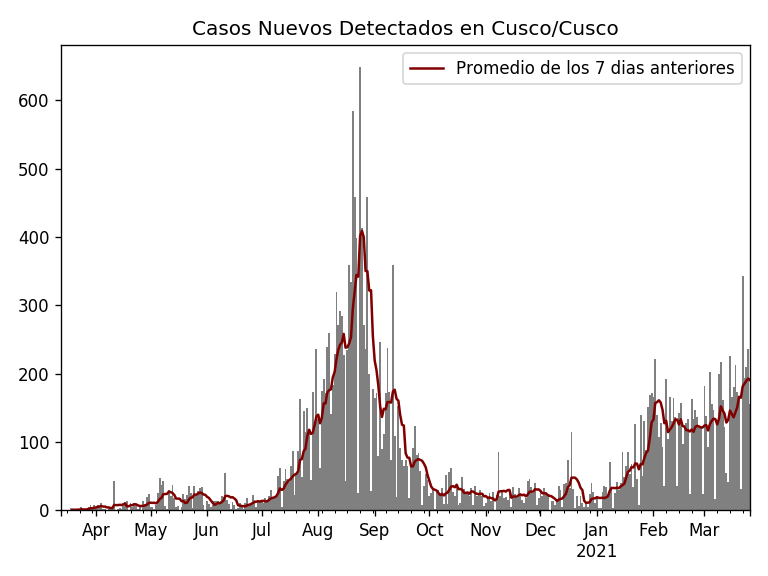 Casos Nuevos Detectados en Cusco/Cusco
Promedio de los 7 dias anteriores
600
500
400
300
200
100
0
Apr May Jun Jul Aug Sep Oct Nov Dec Jan Feb Mar
2021